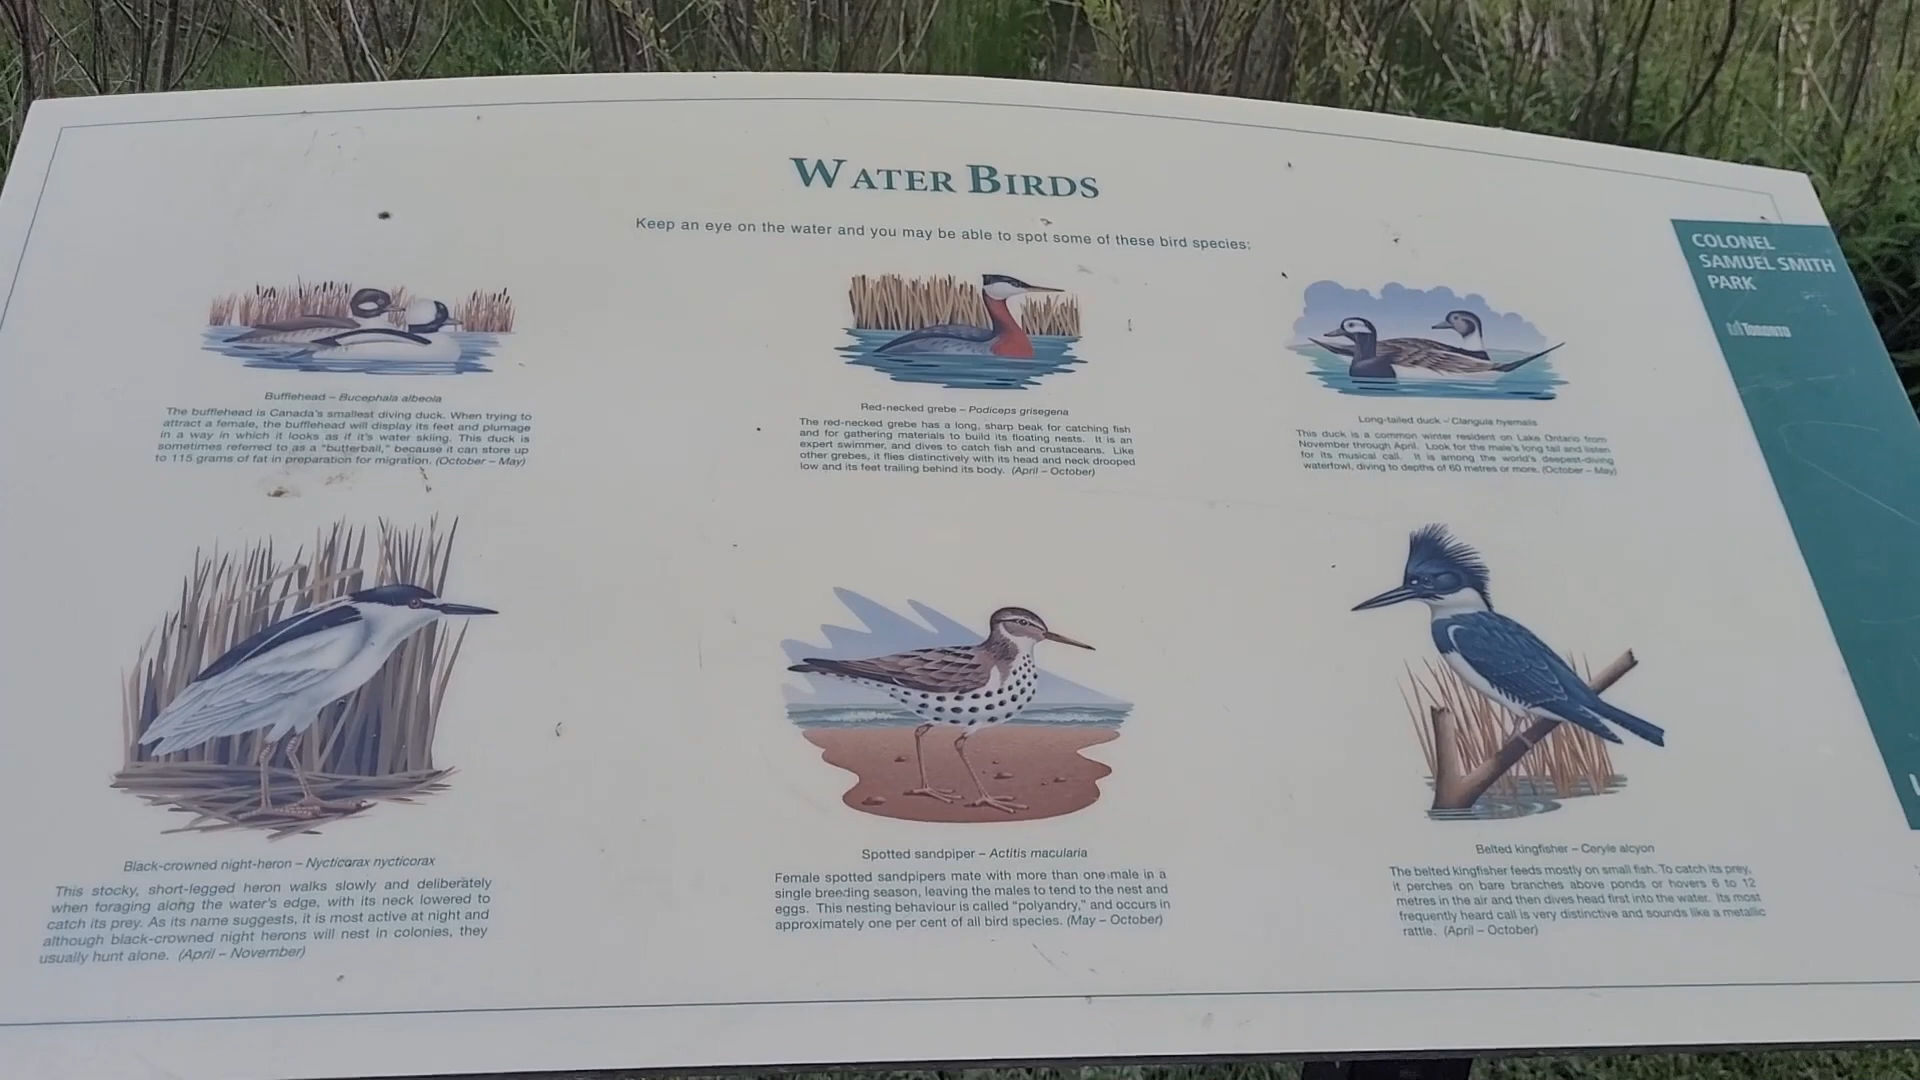 WATER BIRDS
Keep an eye on the water and you may be able to spot some of these bird species:
COLONEL
SAMUEL SMITH
PARK
TORONTO
Bufflehead – Bucephala albeola
The bufflehead is Canada's smallest diving duck. When trying to
attract a female, the bufflehead will display its feet and plumage
in a way in which it looks as if it's water skiing. This duck is
sometimes referred to as a "butterball," because it can store up
to 115 grams of fat in preparation for migration. (October – May)
Red-necked grebe – Podiceps grisegena
The red-necked grebe has a long, sharp beak for catching fish
and for gathering materials to build its floating nests. It is an
expert swimmer, and dives to catch fish and crustaceans. Like
other grebes, it flies distinctively with its head and neck drooped
low and its feet trailing behind its body. (April – October)
Long-tailed duck – Clangula hyemalis
This duck is a common winter resident on Lake Ontario from
November through April. Look for the male's long tail and listen
for its musical call. It is among the world's deepest-diving
waterfowl, diving to depths of 60 metres or more. (October – May)
Black-crowned night-heron – Nycticorax nycticorax
This stocky, short-legged heron walks slowly and deliberately
when foraging along the water's edge, with its neck lowered to
catch its prey. As its name suggests, it is most active at night and
although black-crowned night herons will nest in colonies, they
usually hunt alone. (April – November)
Spotted sandpiper – Actitis macularia
Female spotted sandpipers mate with more than one male in a
single breeding season, leaving the males to tend to the nest and
eggs. This nesting behaviour is called "polyandry," and occurs in
approximately one per cent of all bird species. (May – October)
Belted kingfisher – Ceryle alcyon
The belted kingfisher feeds mostly on small fish. To catch its prey,
it perches on bare branches above ponds or hovers 6 to 12
metres in the air and then dives head first into the water. Its most
frequently heard call is very distinctive and sounds like a metallic
rattle. (April – October)